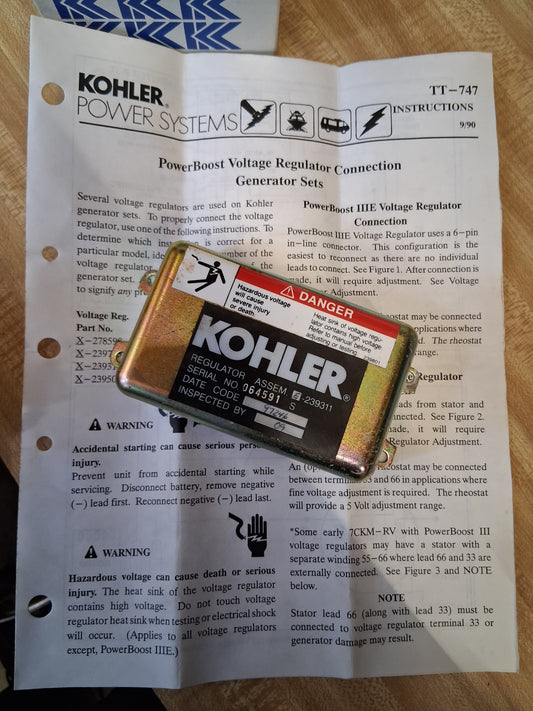 KOHLER®
POWER SYSTEMS
TT-747
INSTRUCTIONS
9/90
PowerBoost Voltage Regulator Connection
Generator Sets
Several voltage regulators are used on Kohler
generator sets. To properly connect the voltage
regulator, use one of the following instructions. To
determine which
is correct for a
particular model,
number of the
voltage regulator
the
generator set.
to signify any
Voltage Reg.
Part No.
WARNING
Accidental starting can cause serious
injury.
Prevent unit from accidental starting while
servicing. Disconnect battery, remove negative
(-) lead first. Reconnect negative (-) lead last.
WARNING
Hazardous voltage can cause death or serious
injury. The heat sink of the voltage regulator
contains high voltage. Do not touch voltage
regulator heat sink when testing or electrical shock
will occur. (Applies to all voltage regulators
except, PowerBoost IIIE.)
PowerBoost IIIE Voltage Regulator
Connection
PowerBoost IIIE Voltage Regulator uses a 6-pin
in-line connector. This configuration is the
easiest to reconnect as there are no individual
leads to connect. See Figure 1. After connection is
made, it will require adjustment. See Voltage
Adjustment.
may be connected
applications where
The rheostat
range.
Regulator
leads from stator and
connected. See Figure 2.
made, it will require
Regulator Adjustment.
rheostat may be connected
between terminal 33 and 66 in applications where
fine voltage adjustment is required. The rheostat
will provide a 5 Volt adjustment range.
*Some early 7CKM-RV with PowerBoost III
voltage regulators may have a stator with a
separate winding 55-66 where lead 66 and 33 are
externally connected. See Figure 3 and NOTE
below.
NOTE
Stator lead 66 (along with lead 33) must be
connected to voltage regulator terminal 33 or
generator damage may result.
DANGER
Hazardous voltage
will cause
severe injury
or death.
Heat sink of voltage regu-
lator contains high voltage.
Refer to manual before
adjusting or testing.
KOHLER®
REGULATOR ASSEM. 239311
SERIAL NO. 064591 S
DATE CODE
INSPECTED BY 09